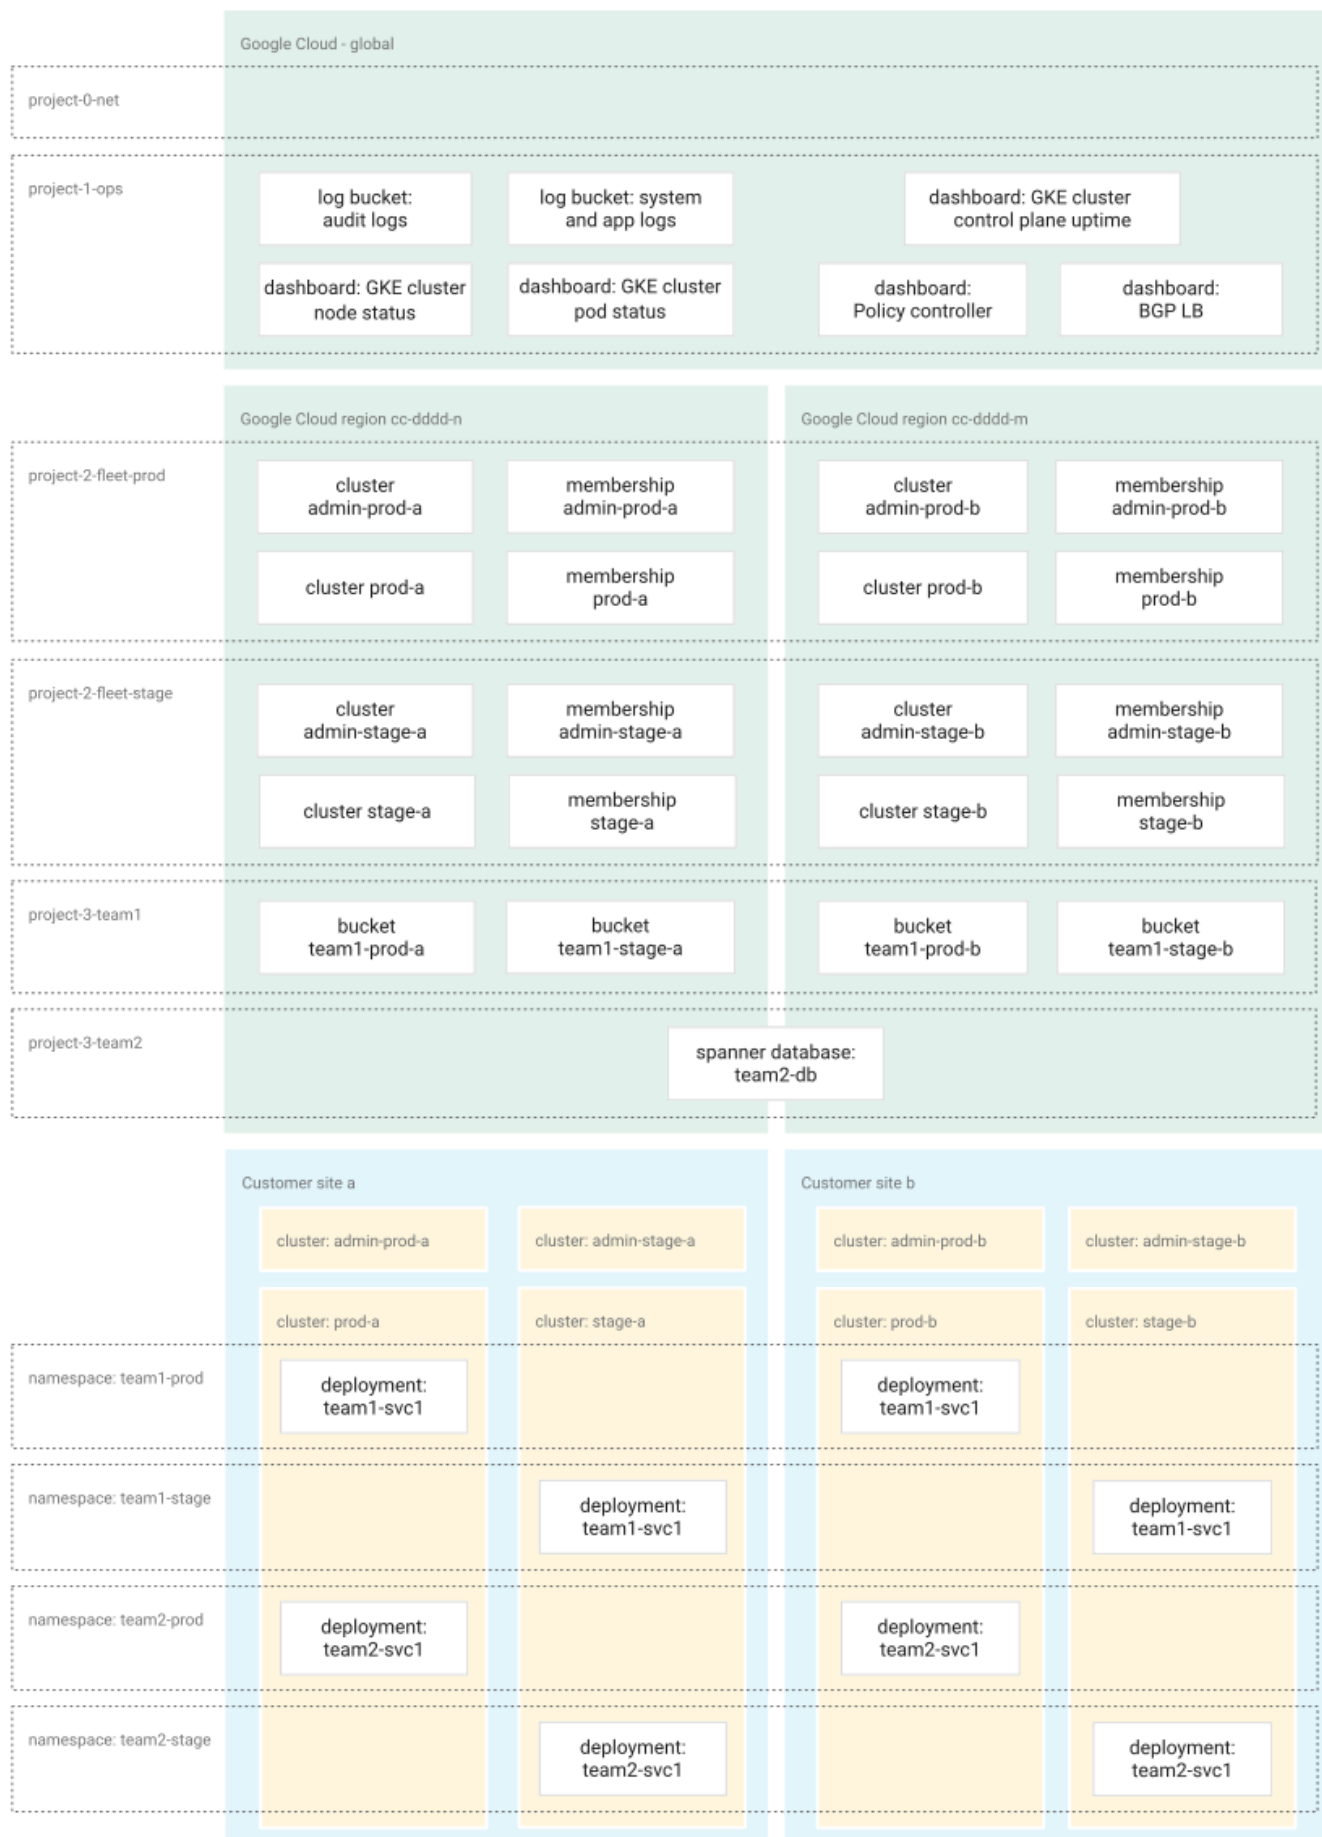 Google Cloud - global
project-0-net
project-1-ops
log bucket:
audit logs
log bucket: system
and app logs
dashboard: GKE cluster
control plane uptime
dashboard: GKE cluster
node status
dashboard: GKE cluster
pod status
dashboard:
Policy controller
dashboard:
BGP LB
Google Cloud region cc-dddd-n
Google Cloud region cc-dddd-m
project-2-fleet-prod
cluster
admin-prod-a
membership
admin-prod-a
cluster
admin-prod-b
membership
admin-prod-b
cluster prod-a
membership
prod-a
cluster prod-b
membership
prod-b
project-2-fleet-stage
cluster
admin-stage-a
membership
admin-stage-a
cluster
admin-stage-b
membership
admin-stage-b
cluster stage-a
membership
stage-a
cluster stage-b
membership
stage-b
project-3-team1
bucket
team1-prod-a
bucket
team1-stage-a
bucket
team1-prod-b
bucket
team1-stage-b
project-3-team2
spanner database:
team2-db
Customer site a
Customer site b
cluster: admin-prod-a
cluster: admin-stage-a
cluster: admin-prod-b
cluster: admin-stage-b
cluster: prod-a
cluster: stage-a
cluster: prod-b
cluster: stage-b
namespace: team1-prod
deployment:
team1-svc1
deployment:
team1-svc1
namespace: team1-stage
deployment:
team1-svc1
deployment:
team1-svc1
namespace: team2-prod
deployment:
team2-svc1
deployment:
team2-svc1
namespace: team2-stage
deployment:
team2-svc1
deployment:
team2-svc1